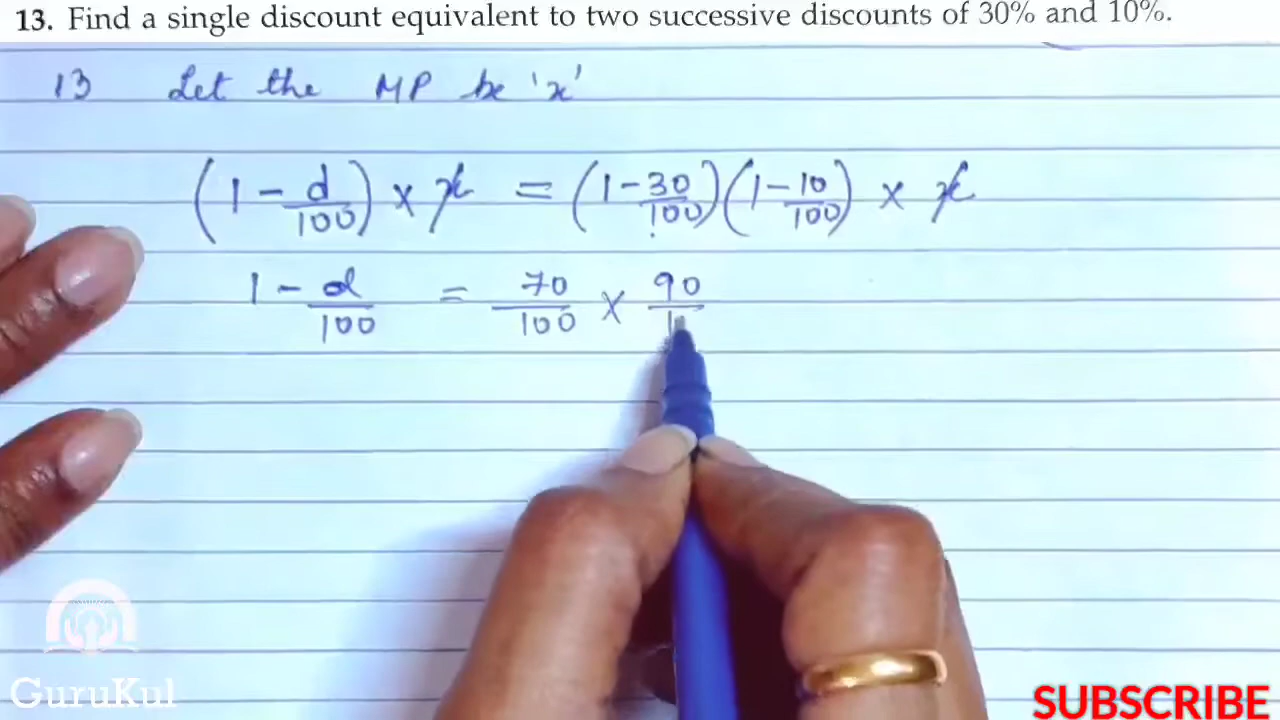 13. Find a single discount equivalent to two successive discounts of 30% and 10%.
13 Let the MP be 'x'
(1 - d/100) × x = (1 - 30/100)(1 - 10/100) × x
1 - d/100 = 70/100 × 90/1
GuruKul
SUBSCRIBE